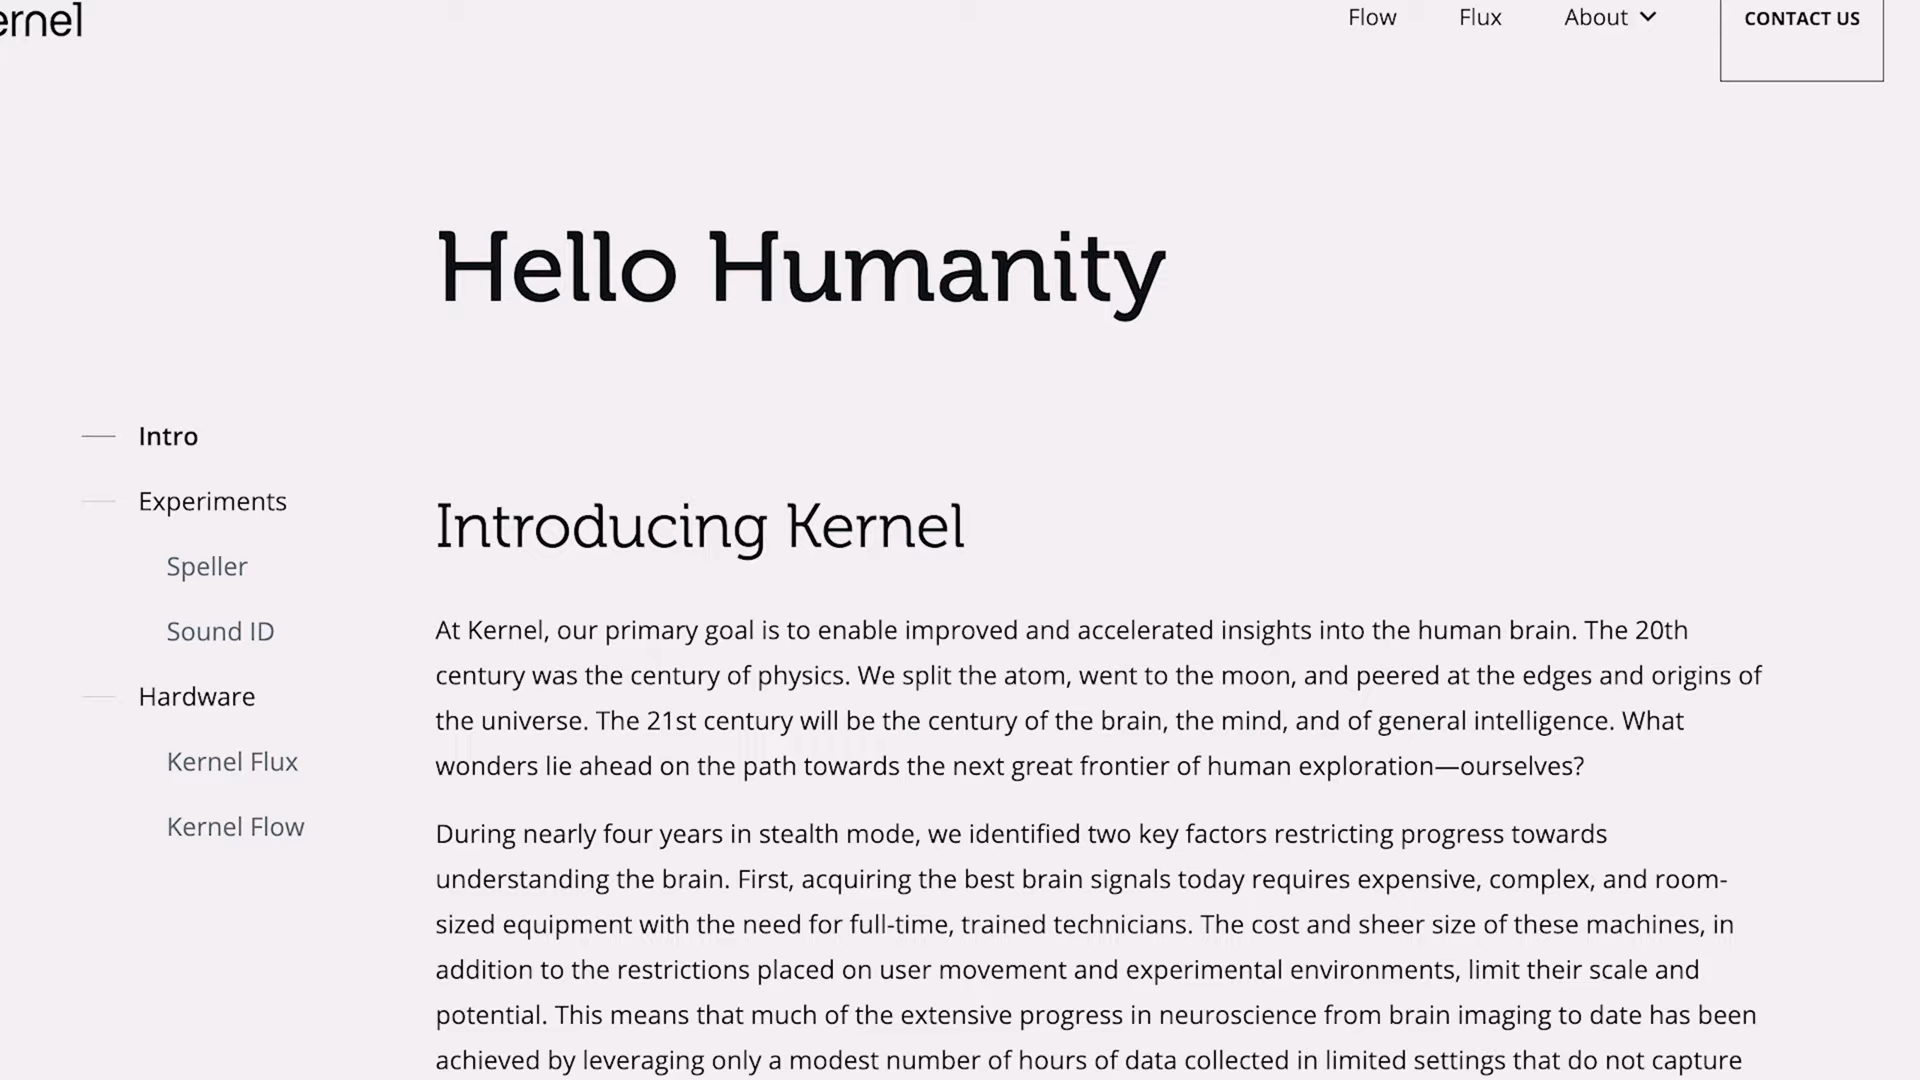 ernel
Flow
Flux
About
CONTACT US
Hello Humanity
Intro
Experiments
Speller
Sound ID
Hardware
Kernel Flux
Kernel Flow
Introducing Kernel
At Kernel, our primary goal is to enable improved and accelerated insights into the human brain. The 20th
century was the century of physics. We split the atom, went to the moon, and peered at the edges and origins of
the universe. The 21st century will be the century of the brain, the mind, and of general intelligence. What
wonders lie ahead on the path towards the next great frontier of human exploration—ourselves?
During nearly four years in stealth mode, we identified two key factors restricting progress towards
understanding the brain. First, acquiring the best brain signals today requires expensive, complex, and room-
sized equipment with the need for full-time, trained technicians. The cost and sheer size of these machines, in
addition to the restrictions placed on user movement and experimental environments, limit their scale and
potential. This means that much of the extensive progress in neuroscience from brain imaging to date has been
achieved by leveraging only a modest number of hours of data collected in limited settings that do not capture